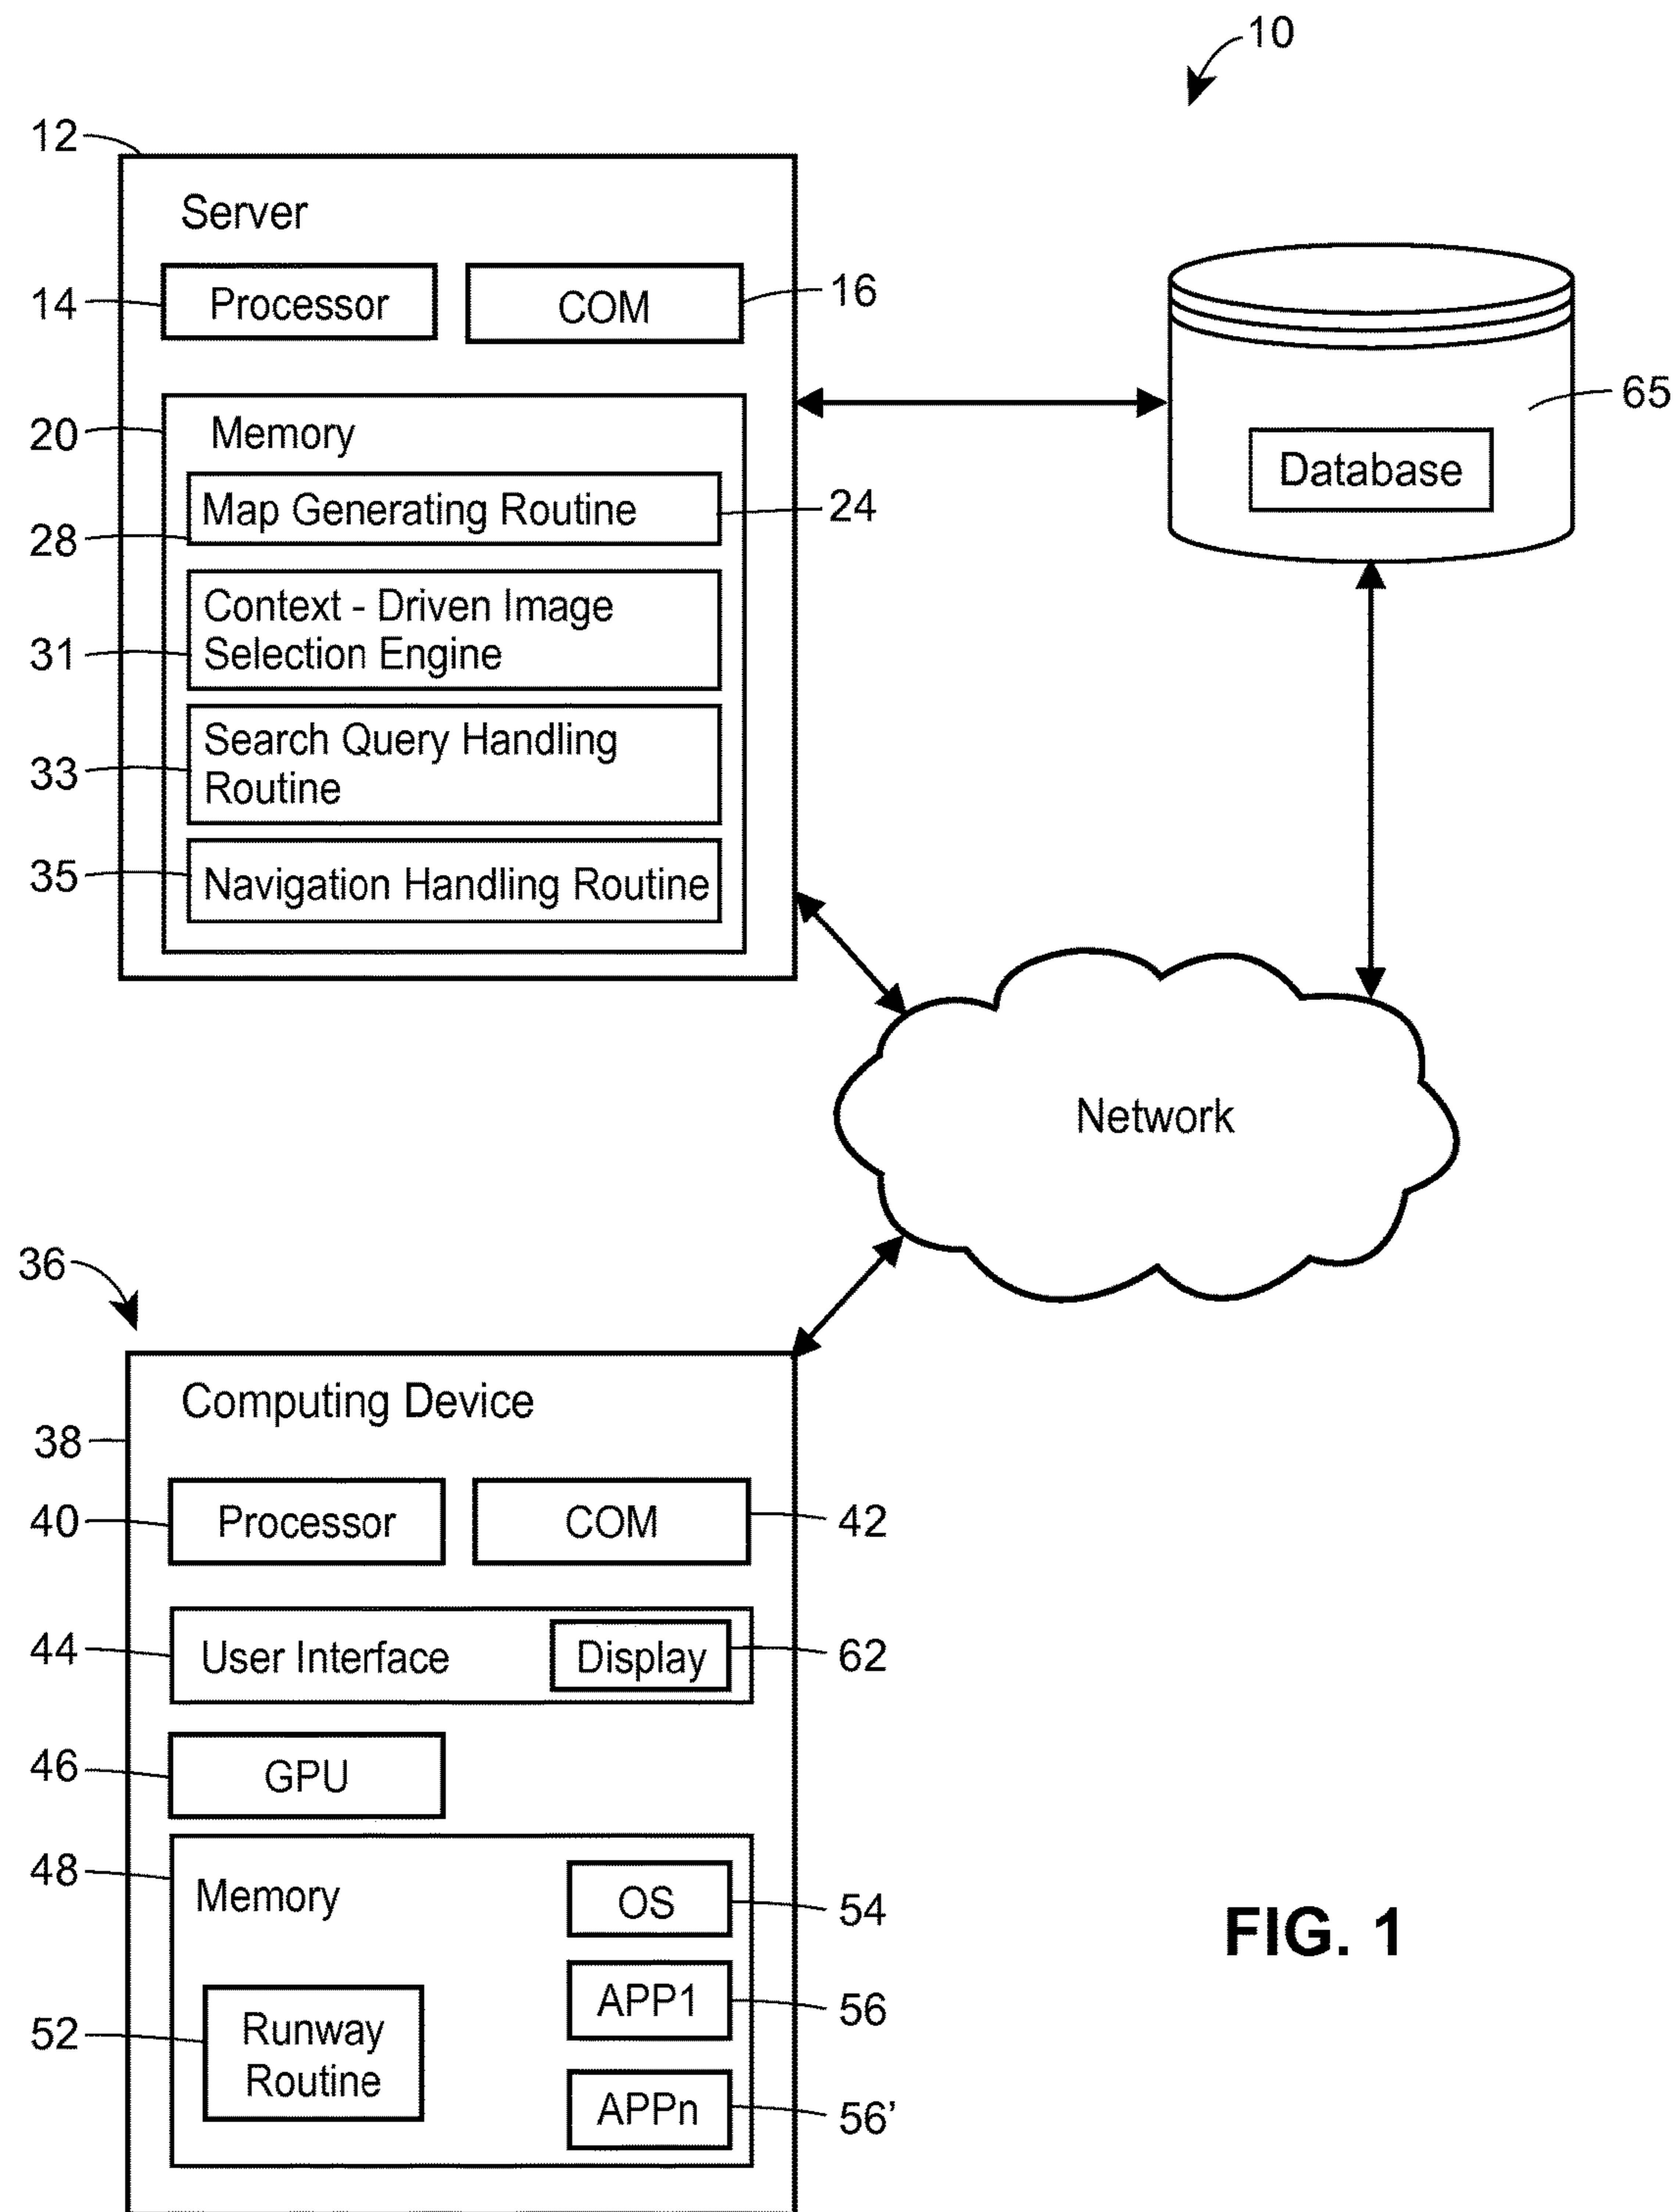 10
12
Server
14
Processor
COM
16
20
Memory
65
Map Generating Routine
24
Database
28
Context - Driven Image
31
Selection Engine
Search Query Handling
33
Routine
35
Navigation Handling Routine
Network
36
Computing Device
38
40
Processor
COM
42
44
User Interface
Display
62
46
GPU
48
Memory
OS
54
FIG. 1
APP1
56
52
Runway
Routine
APPn
56’